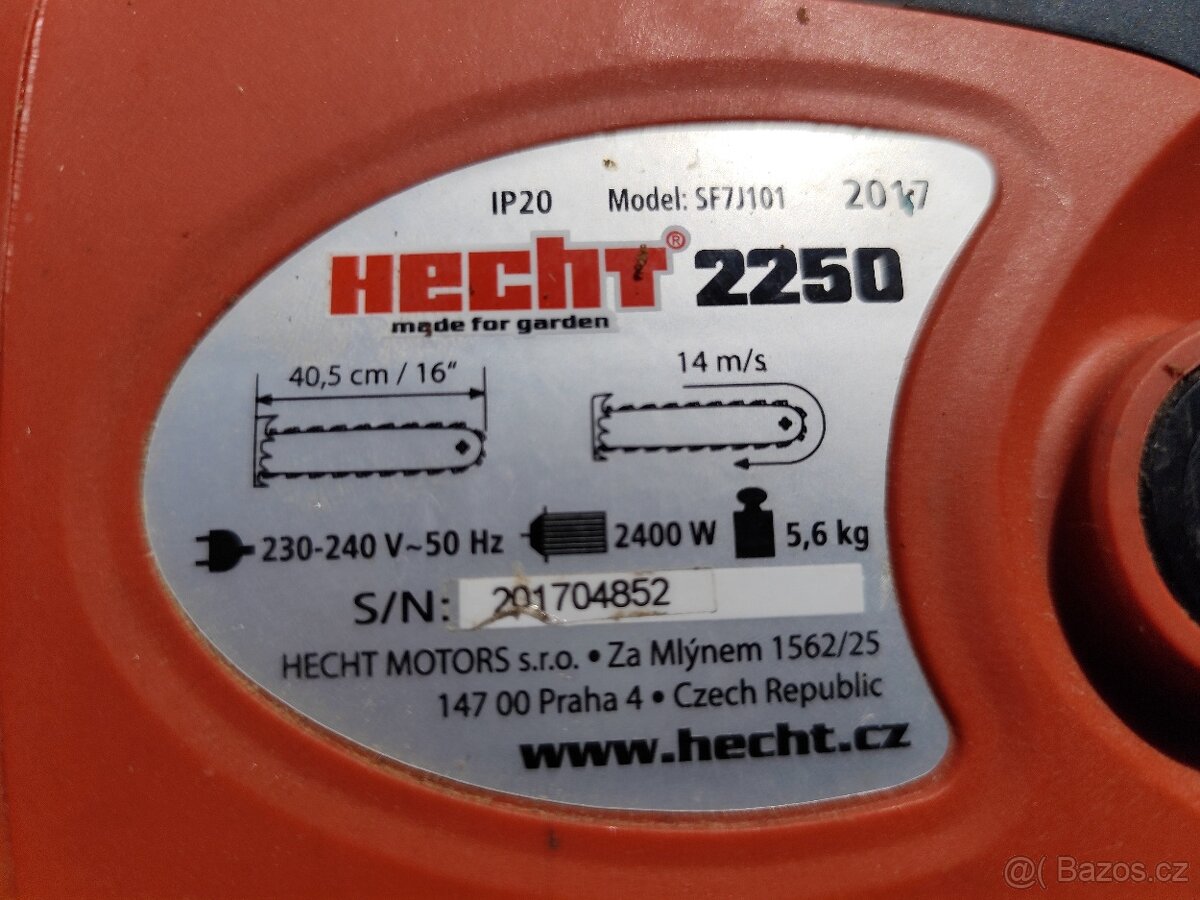 IP20 Model: SF7J101 2017
HECHT® 2250
made for garden
40,5 cm / 16“ 14 m/s
230-240 V~50 Hz 2400 W 5,6 kg
S/N: 201704852
HECHT MOTORS s.r.o. • Za Mlýnem 1562/25
147 00 Praha 4 • Czech Republic
www.hecht.cz
@( Bazos.cz